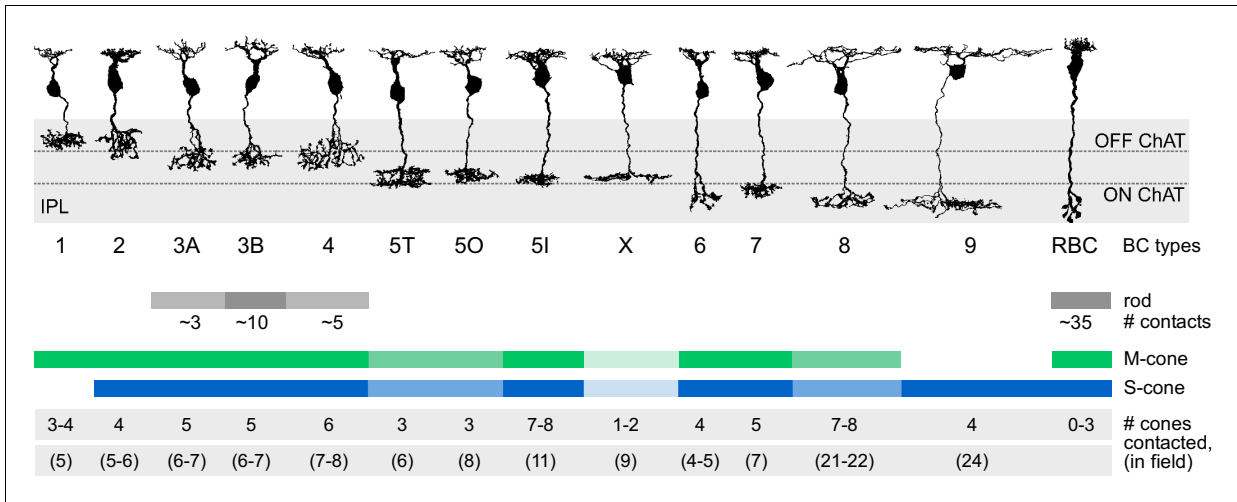 OFF ChAT
ON ChAT
IPL
1 2 3A 3B 4 5T 5O 5I X 6 7 8 9 RBC BC types
rod
~3 ~10 ~5 ~35 # contacts
M-cone
S-cone
3-4 4 5 5 6 3 3 7-8 1-2 4 5 7-8 4 0-3 # cones
contacted,
(5) (5-6) (6-7) (6-7) (7-8) (6) (8) (11) (9) (4-5) (7) (21-22) (24) (in field)